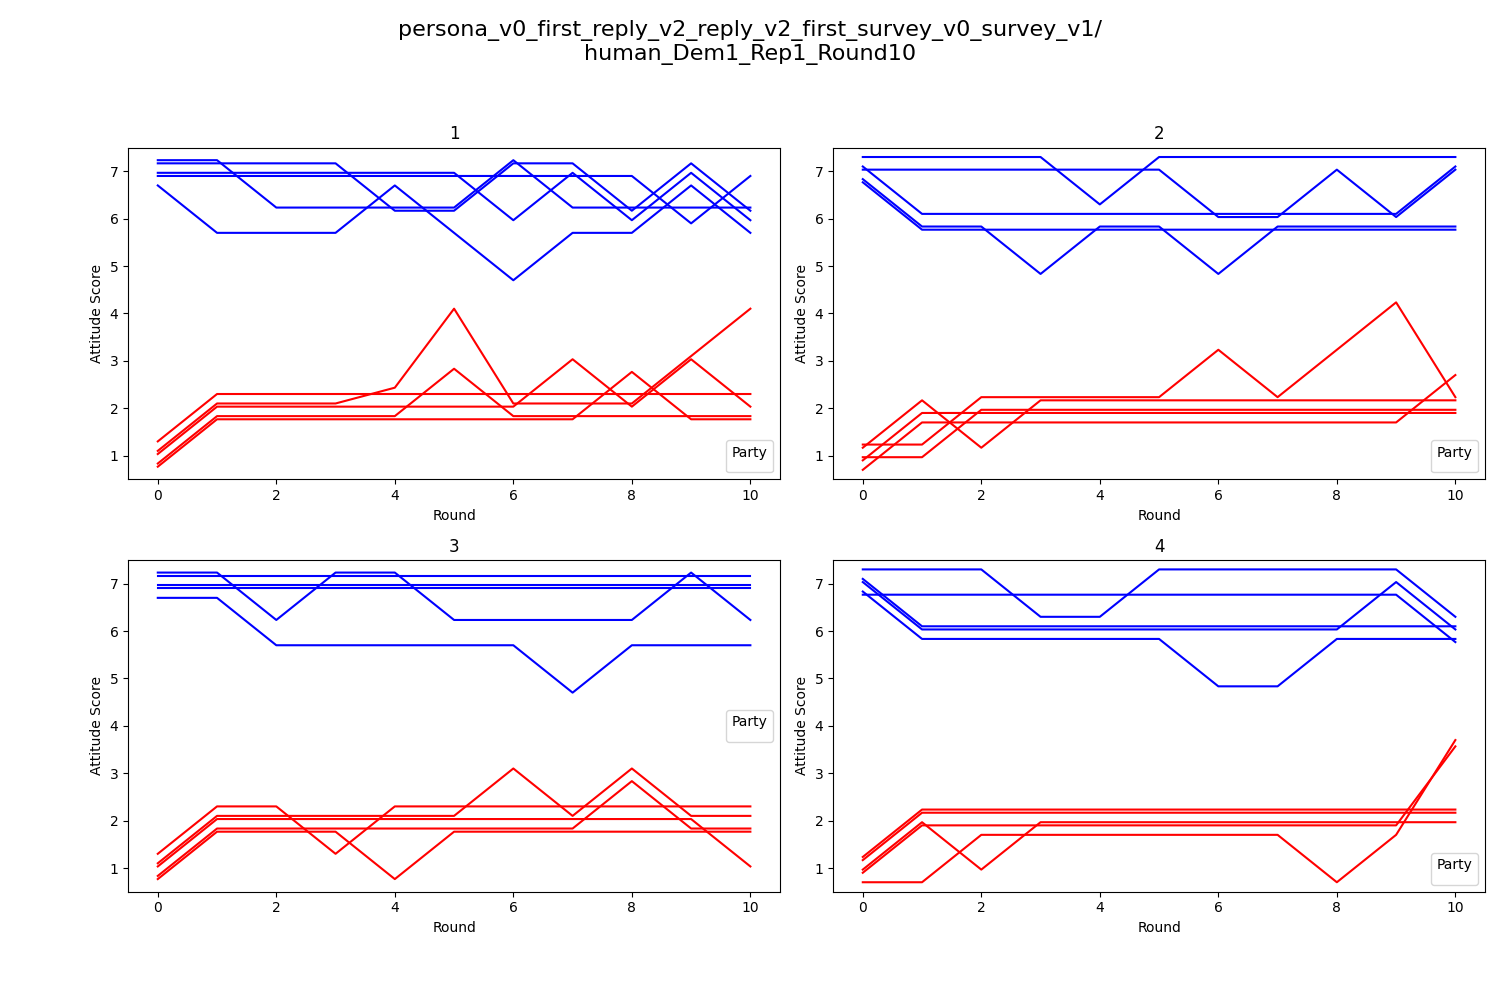 persona_v0_first_reply_v2_reply_v2_first_survey_v0_survey_v1/
human_Dem1_Rep1_Round10
1
7
6
5
4
3
2
1
Attitude Score
Party
0 2 4 6 8 10
Round
2
7
6
5
4
3
2
1
Attitude Score
Party
0 2 4 6 8 10
Round
3
7
6
5
4
3
2
1
Attitude Score
Party
0 2 4 6 8 10
Round
4
7
6
5
4
3
2
1
Attitude Score
Party
0 2 4 6 8 10
Round